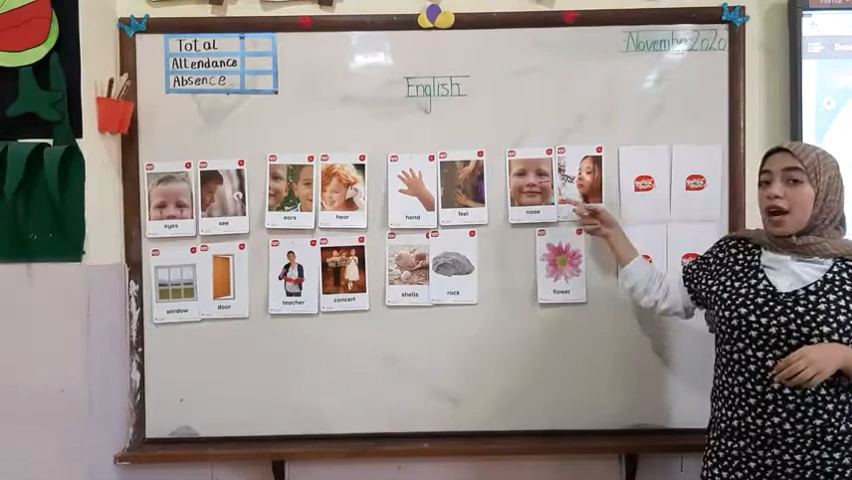 Total
Attendance
Absence
English
November 2020
eyes
see
ears
hear
hand
feel
nose
window
door
teacher
concert
shells
rock
flower